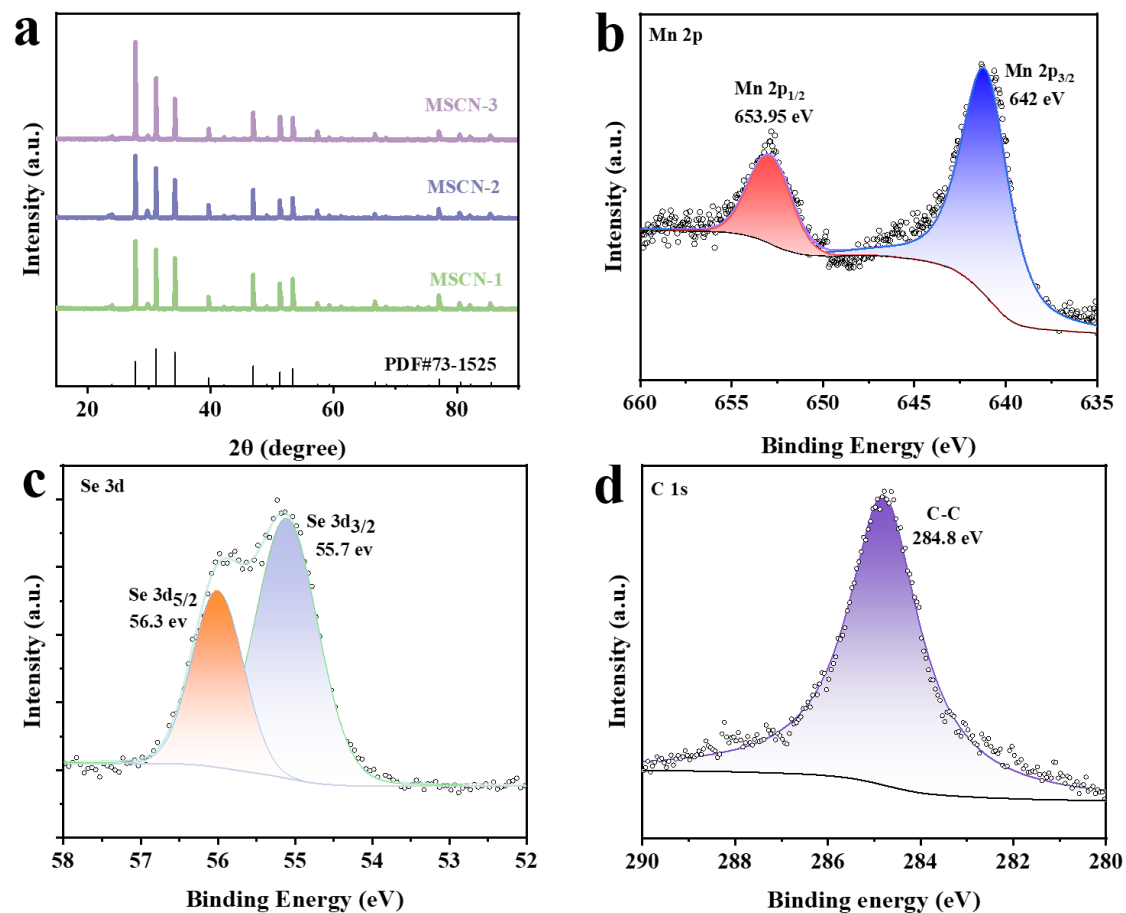 a
MSCN-3
MSCN-2
MSCN-1
PDF#73-1525
20 40 60 80
2θ (degree)
Intensity (a.u.)
b
Mn 2p
Mn 2p1/2
653.95 eV
Mn 2p3/2
642 eV
660 655 650 645 640 635
Binding Energy (eV)
Intensity (a.u.)
c
Se 3d
Se 3d3/2
55.7 ev
Se 3d5/2
56.3 ev
58 57 56 55 54 53 52
Binding Energy (eV)
Intensity (a.u.)
d
C 1s
C-C
284.8 eV
290 288 286 284 282 280
Binding energy (eV)
Intensity (a.u.)